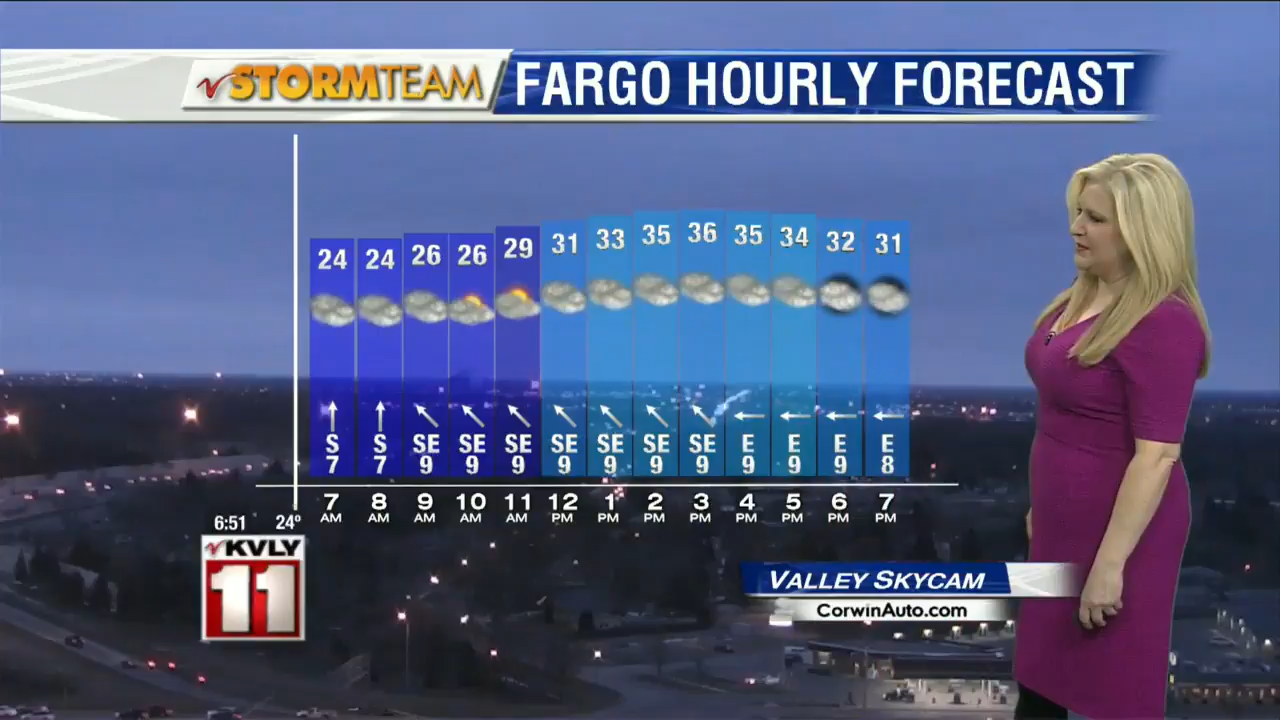 STORMTEAM
FARGO HOURLY FORECAST
24 24 26 26 29 31 33 35 36 35 34 32 31
S S SE SE SE SE SE SE SE E E E E
7 7 9 9 9 9 9 9 9 9 9 9 8
7 8 9 10 11 12 1 2 3 4 5 6 7
AM AM AM AM AM PM PM PM PM PM PM PM PM
6:51 24°
KVLY
11
VALLEY SKYCAM
CorwinAuto.com